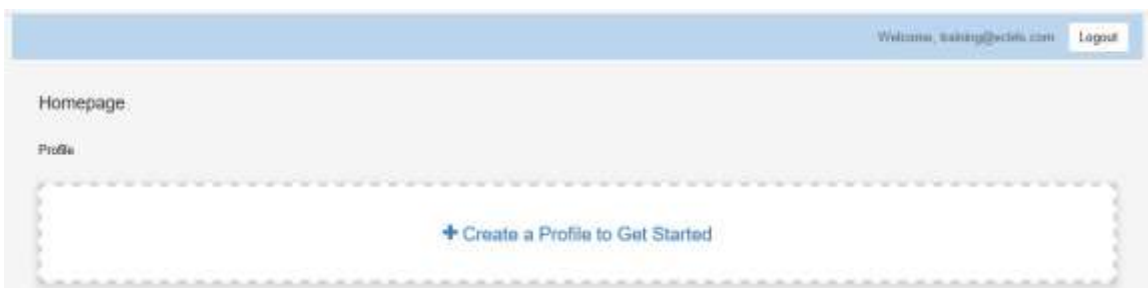 Welcome, Logout
Homepage
Profile
+ Create a Profile to Get Started